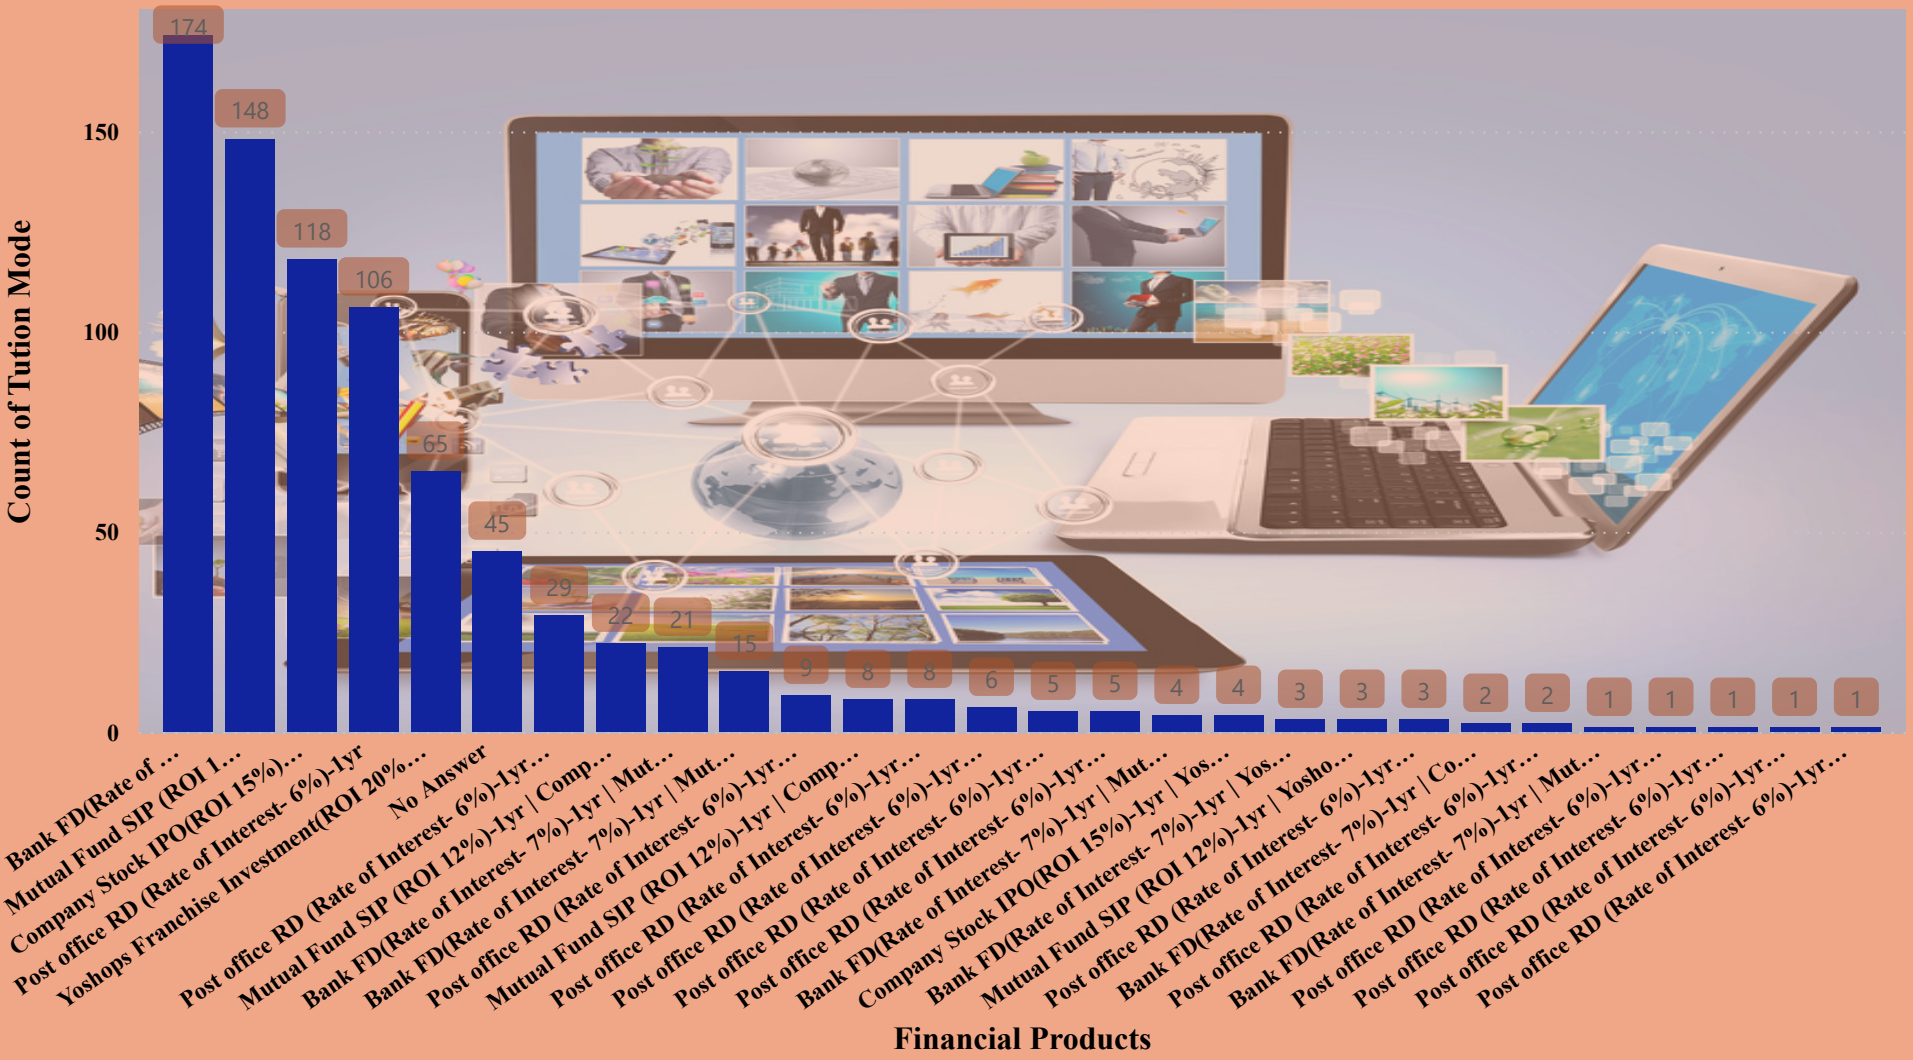 174
148
118
106
65
45
29
22
21
15
9
8
8
6
5
5
4
4
3
3
3
2
2
1
1
1
1
1
150
100
50
0
Count of Tution Mode
Bank FD(Rate of ...
Mutual Fund SIP (ROI 1...
Company Stock IPO(ROI 15%)...
Post office RD (Rate of Interest- 6%)-1yr
Yoshops Franchise Investment(ROI 20%...
No Answer
Post office RD (Rate of Interest- 6%)-1yr...
Mutual Fund SIP (ROI 12%)-1yr | Comp...
Bank FD(Rate of Interest- 7%)-1yr | Mut...
Bank FD(Rate of Interest- 7%)-1yr | Mut...
Post office RD (Rate of Interest- 6%)-1yr...
Mutual Fund SIP (ROI 12%)-1yr | Comp...
Post office RD (Rate of Interest- 6%)-1yr...
Post office RD (Rate of Interest- 6%)-1yr...
Post office RD (Rate of Interest- 6%)-1yr...
Post office RD (Rate of Interest- 6%)-1yr...
Bank FD(Rate of Interest- 7%)-1yr | Mut...
Company Stock IPO(ROI 15%)-1yr | Yos...
Bank FD(Rate of Interest- 7%)-1yr | Yos...
Mutual Fund SIP (ROI 12%)-1yr | Yosho...
Post office RD (Rate of Interest- 6%)-1yr...
Bank FD(Rate of Interest- 7%)-1yr | Co...
Post office RD (Rate of Interest- 6%)-1yr...
Bank FD(Rate of Interest- 7%)-1yr | Mut...
Post office RD (Rate of Interest- 6%)-1yr...
Post office RD (Rate of Interest- 6%)-1yr...
Post office RD (Rate of Interest- 6%)-1yr...
Post office RD (Rate of Interest- 6%)-1yr...
Financial Products